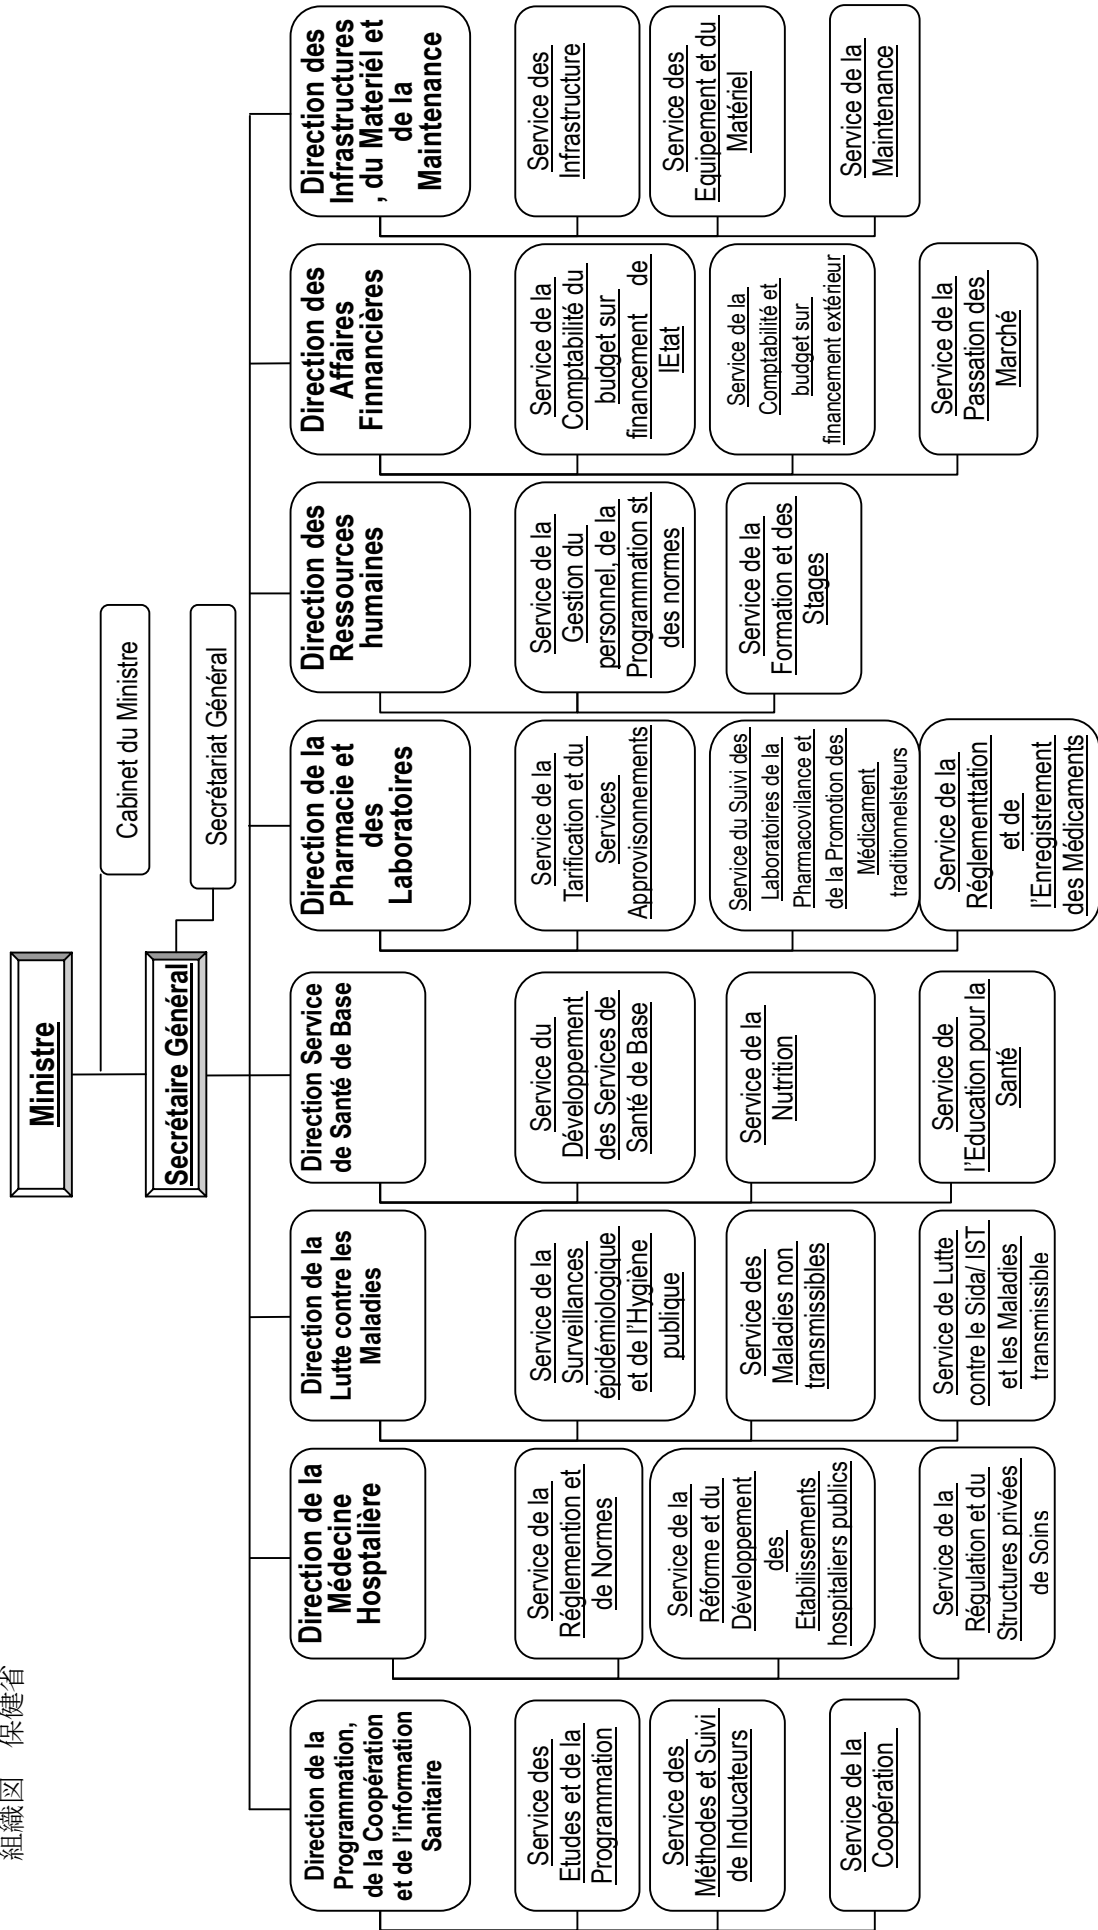 組織図　保健省
Ministre
Cabinet du Ministre
Secrétaire Général
Secrétariat Général
Direction de la
Programmation,
de la Coopération
et de l'information
Sanitaire
Service des
Etudes et de la
Programmation
Service des
Méthodes et Suivi
de Inducateurs
Service de la
Coopération
Direction de la
Médecine
Hosptalière
Service de la
Réglemention et
de Normes
Service de la
Réforme et du
Développement
des
Etabilissements
hospitaliers publics
Service de la
Régulation et du
Structures privées
de Soins
Direction de la
Lutte contre les
Maladies
Service de la
Surveillances
épidémiologique
et de l'Hygiène
publique
Service des
Maladies non
transmissibles
Service de Lutte
contre le Sida/ IST
et les Maladies
transmissible
Direction Service
de Santé de Base
Service du
Développement
des Services de
Santé de Base
Service de la
Nutrition
Service de
l'Education pour la
Santé
Direction de la
Pharmacie et
des
Laboratoires
Service de la
Tarification et du
Services
Approvisonnements
Service du Suivi des
Laboratoires de la
Pharmacovilance et
de la Promotion des
Médicament
traditionnelsteurs
Service de la
Réglementtation
et de
l'Enregistrement
des Médicaments
Direction des
Ressources
humaines
Service de la
Gestion du
personnel, de la
Programmation st
des normes
Service de la
Formation et des
Stages
Direction des
Affaires
Finnancières
Service de la
Comptabilité du
budget sur
financement de
lEtat
Service de la
Comptabilité et
budget sur
financement extérieur
Service de la
Passation des
Marché
Direction des
Infrastructures
, du Materiél et
de la
Maintenance
Service des
Infrastructure
Service des
Equipement et du
Matériel
Service de la
Maintenance